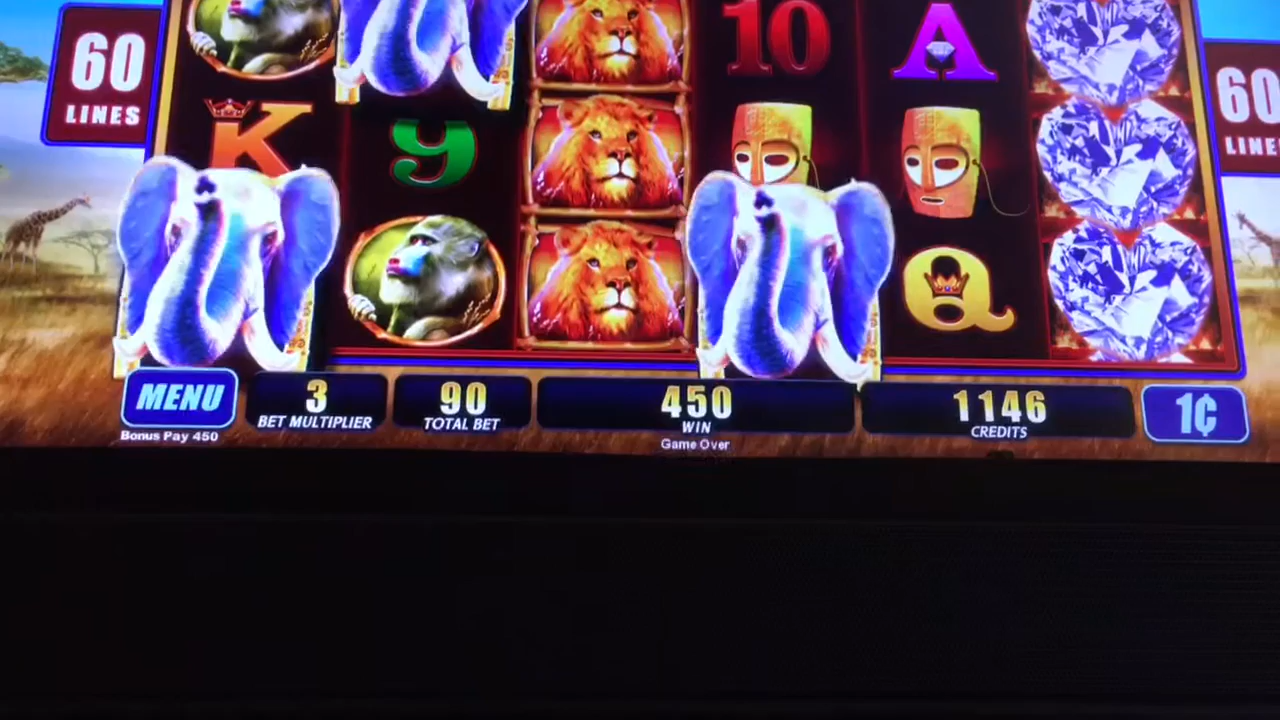 60
LINES
10
A
60
LINE
K
9
Q
MENU
3
BET MULTIPLIER
90
TOTAL BET
450
WIN
1146
CREDITS
1¢
Bonus Pay 450
Game Over